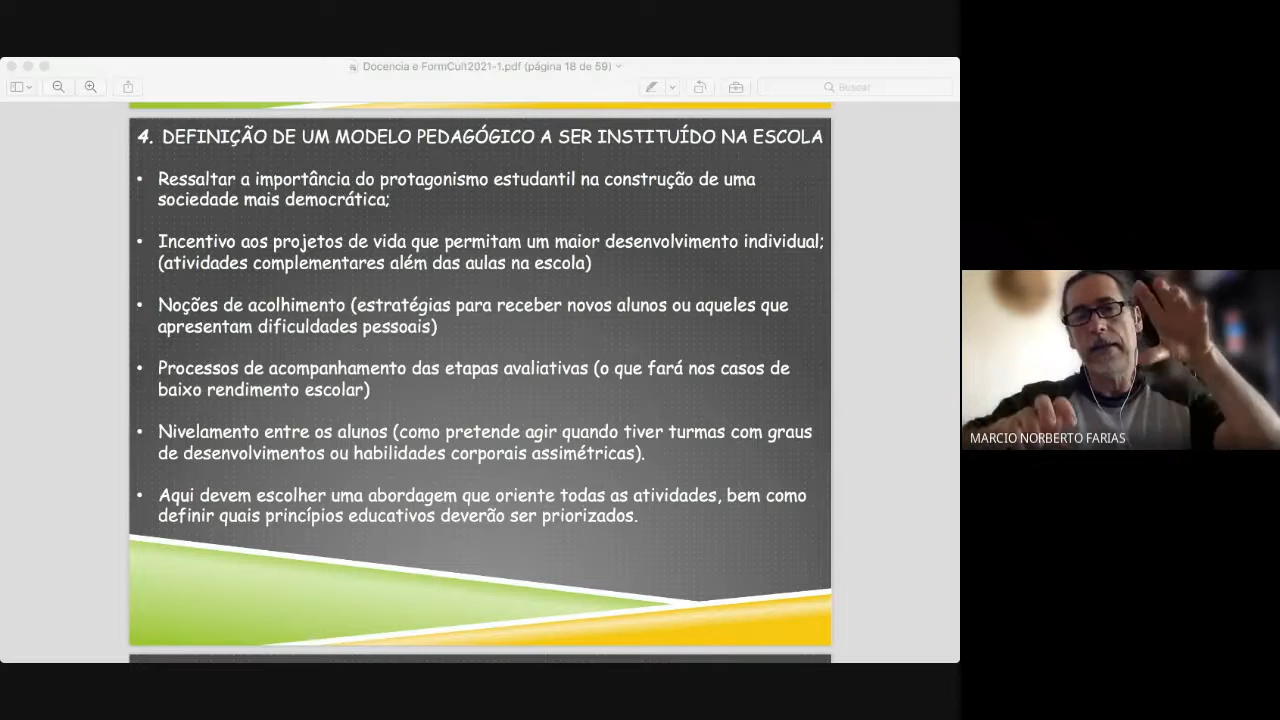 Docencia e FormCult2021-1.pdf (página 18 de 59)
Buscar
4. DEFINIÇÃO DE UM MODELO PEDAGÓGICO A SER INSTITUÍDO NA ESCOLA
• Ressaltar a importância do protagonismo estudantil na construção de uma
sociedade mais democrática;
• Incentivo aos projetos de vida que permitam um maior desenvolvimento individual;
(atividades complementares além das aulas na escola)
• Noções de acolhimento (estratégias para receber novos alunos ou aqueles que
apresentam dificuldades pessoais)
• Processos de acompanhamento das etapas avaliativas (o que fará nos casos de
baixo rendimento escolar)
• Nivelamento entre os alunos (como pretende agir quando tiver turmas com graus
de desenvolvimentos ou habilidades corporais assimétricas).
• Aqui devem escolher uma abordagem que oriente todas as atividades, bem como
definir quais princípios educativos deverão ser priorizados.
MARCIO NORBERTO FARIAS